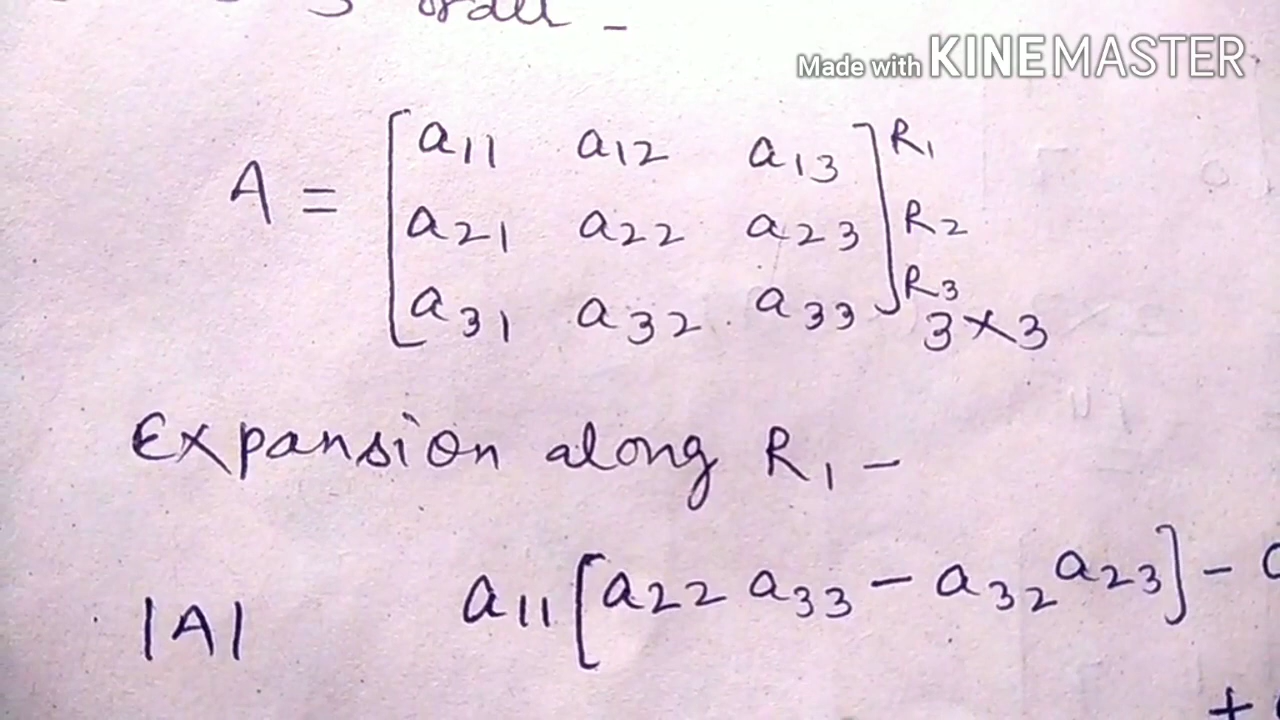 3
Made with KINEMASTER
A = [ a11 a12 a13 ] R1
a21 a22 a23 R2
a31 a32 a33 R3
3×3
Expansion along R1 –
|A| a11 [a22 a33 – a32 a23] –
+